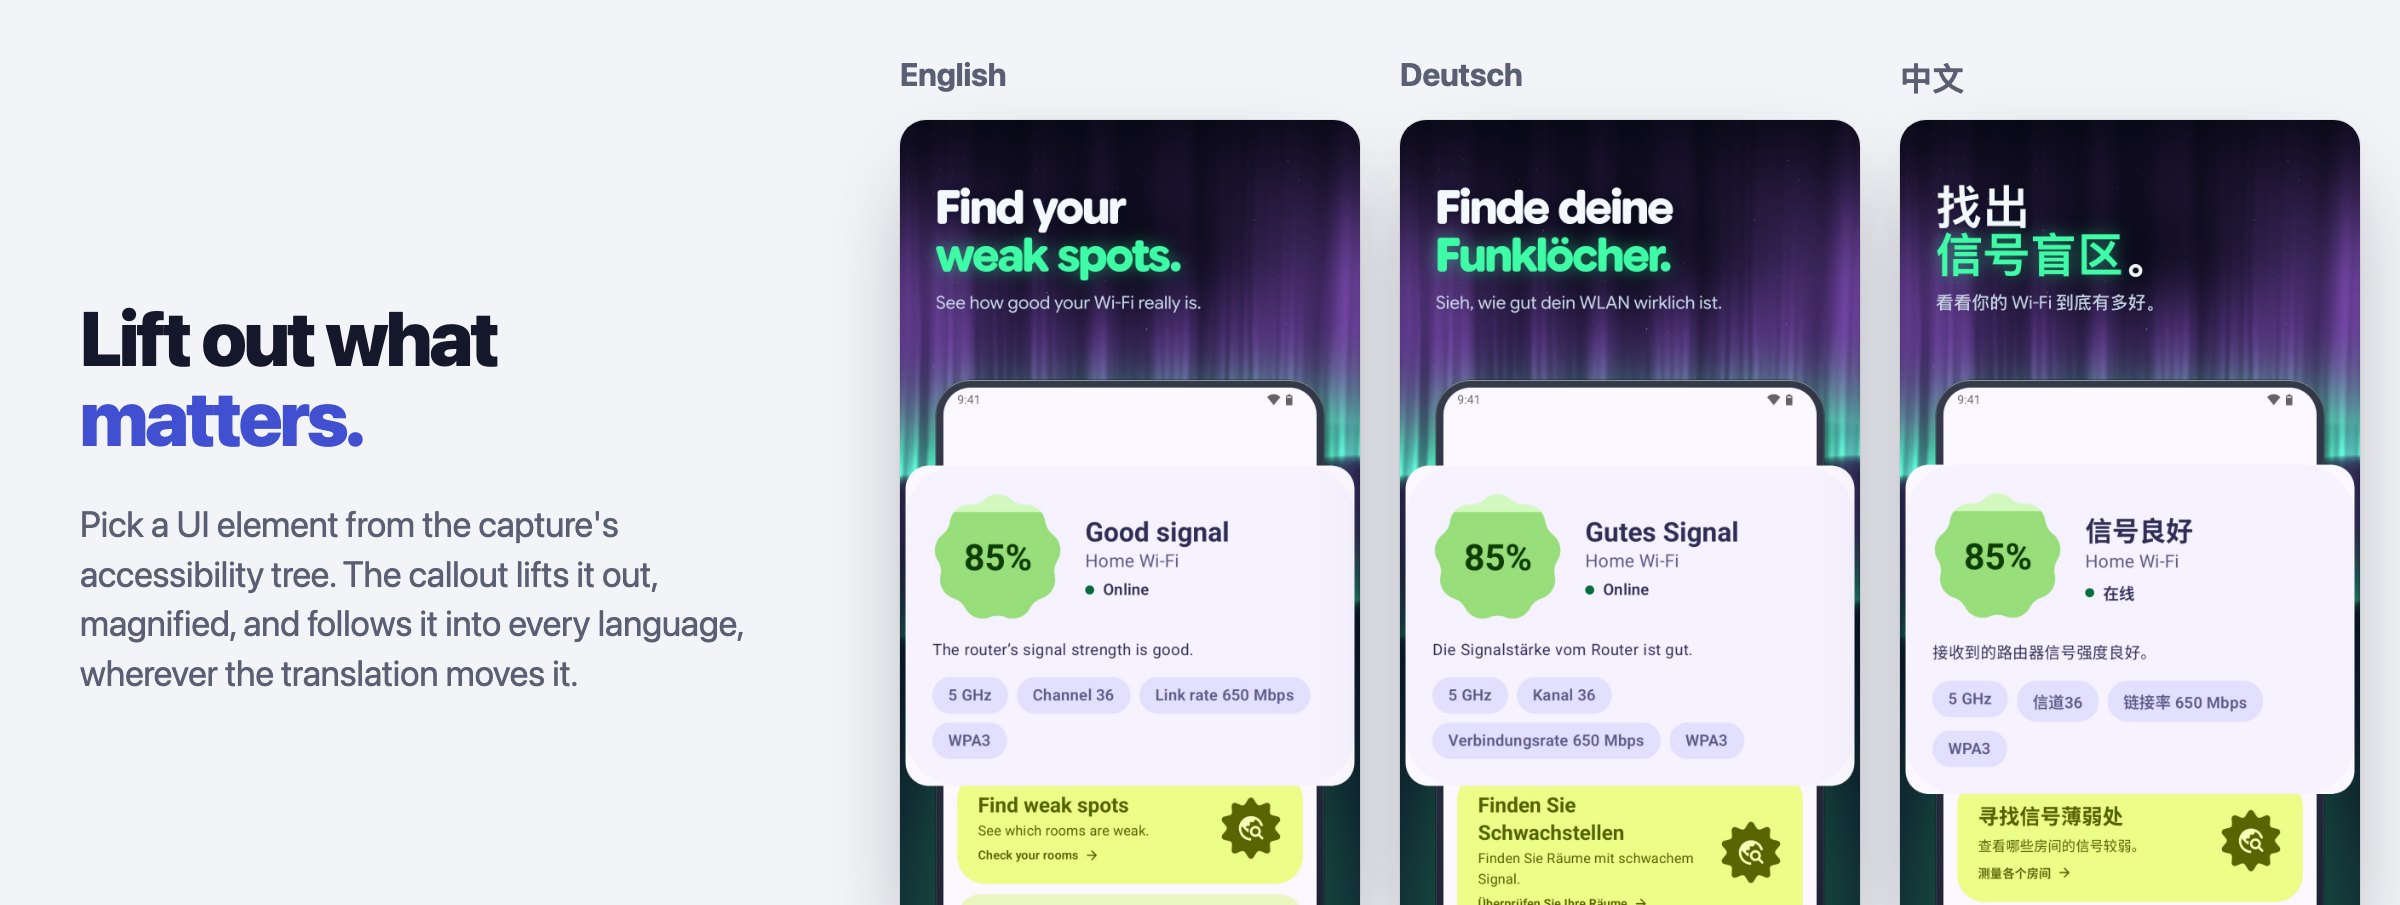 Lift out what
matters.
Pick a UI element from the capture's
accessibility tree. The callout lifts it out,
magnified, and follows it into every language,
wherever the translation moves it.
English
Find your
weak spots.
See how good your Wi-Fi really is.
9:41
85%
Good signal
Home Wi-Fi
Online
The router’s signal strength is good.
5 GHz
Channel 36
Link rate 650 Mbps
WPA3
Find weak spots
See which rooms are weak.
Check your rooms →
Deutsch
Finde deine
Funklöcher.
Sieh, wie gut dein WLAN wirklich ist.
9:41
85%
Gutes Signal
Home Wi-Fi
Online
Die Signalstärke vom Router ist gut.
5 GHz
Kanal 36
Verbindungsrate 650 Mbps
WPA3
Finden Sie
Schwachstellen
Finden Sie Räume mit schwachem
Signal.
Überprüfen Sie Ihre Räume →
中文
找出
信号盲区。
看看你的 Wi-Fi 到底有多好。
9:41
85%
信号良好
Home Wi-Fi
在线
接收到的路由器信号强度良好。
5 GHz
信道36
链接率 650 Mbps
WPA3
寻找信号薄弱处
查看哪些房间的信号较弱。
测量各个房间 →